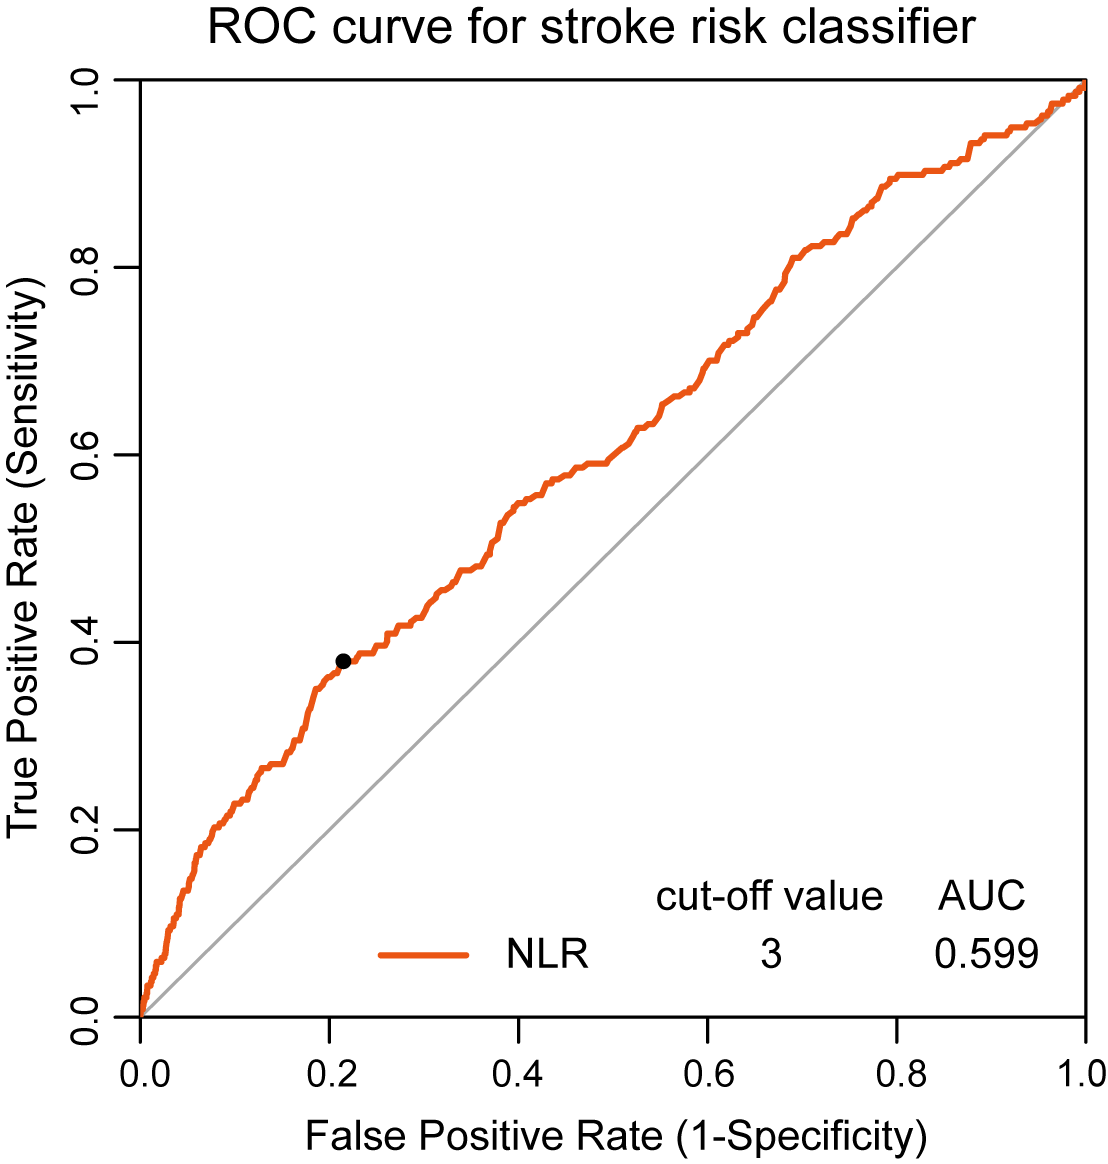 ROC curve for stroke risk classifier
True Positive Rate (Sensitivity)
1.0
0.8
0.6
0.4
0.2
0.0
cut-off value AUC
NLR 3 0.599
0.0 0.2 0.4 0.6 0.8 1.0
False Positive Rate (1-Specificity)